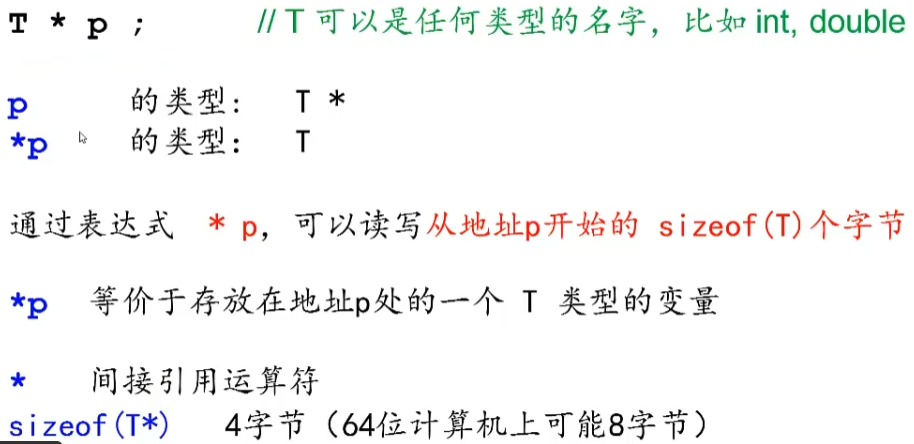 T * p ; // T 可以是任何类型的名字，比如 int, double
p 的类型： T *
*p 的类型： T
通过表达式 * p，可以读写从地址p开始的 sizeof(T)个字节
*p 等价于存放在地址p处的一个 T 类型的变量
* 间接引用运算符
sizeof(T*) 4字节（64位计算机上可能8字节）